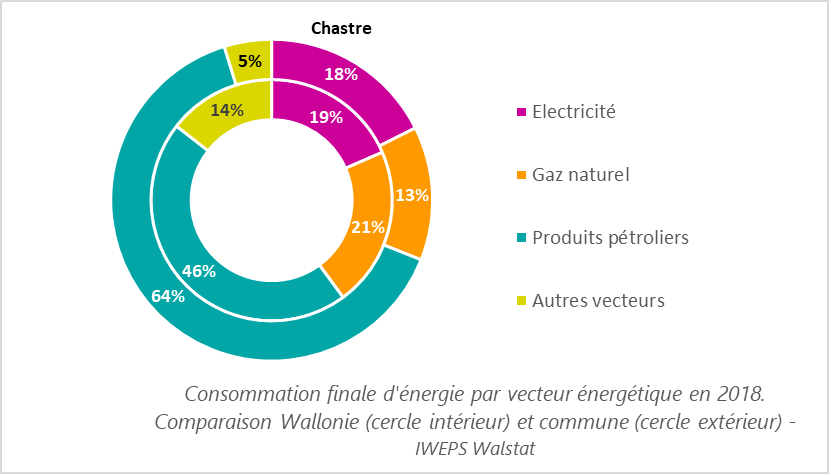 Chastre
5%
18%
14%
19%
13%
21%
46%
64%
Electricité
Gaz naturel
Produits pétroliers
Autres vecteurs
Consommation finale d'énergie par vecteur énergétique en 2018.
Comparaison Wallonie (cercle intérieur) et commune (cercle extérieur) -
IWEPS Walstat